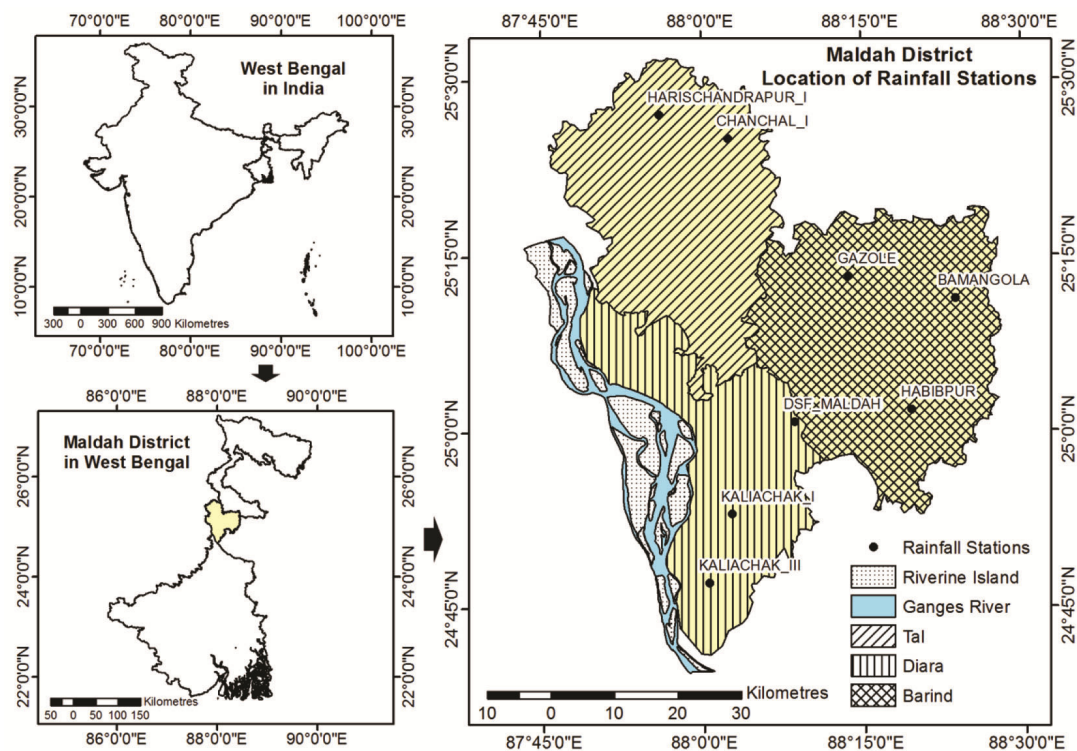 70°0'0"E 80°0'0"E 90°0'0"E 100°0'0"E
West Bengal
in India
30°0'0"N
20°0'0"N
10°0'0"N
30°0'0"N
20°0'0"N
10°0'0"N
300 0 300 600 900 Kilometres
70°0'0"E 80°0'0"E 90°0'0"E 100°0'0"E
86°0'0"E 88°0'0"E 90°0'0"E
Maldah District
in West Bengal
26°0'0"N
24°0'0"N
22°0'0"N
26°0'0"N
24°0'0"N
22°0'0"N
Kilometres
50 0 50 100 150
86°0'0"E 88°0'0"E 90°0'0"E
87°45'0"E 88°0'0"E 88°15'0"E 88°30'0"E
Maldah District
Location of Rainfall Stations
25°30'0"N
25°15'0"N
25°0'0"N
24°45'0"N
25°30'0"N
25°15'0"N
25°0'0"N
24°45'0"N
HARISCHANDRAPUR_I
CHANCHAL_I
GAZOLE
BAMANGOLA
DSF_MALDAH
HABIBPUR
KALIACHAK_I
KALIACHAK_III
Rainfall Stations
Riverine Island
Ganges River
Tal
Diara
Barind
Kilometres
10 0 10 20 30
87°45'0"E 88°0'0"E 88°15'0"E 88°30'0"E